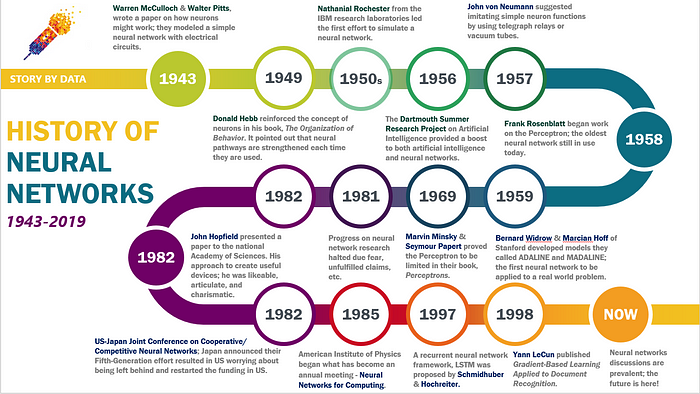 Warren McCulloch & Walter Pitts,
wrote a paper on how neurons
might work; they modeled a simple
neural network with electrical
circuits.
Nathanial Rochester from the
IBM research laboratories led
the first effort to simulate a
neural network.
John von Neumann suggested
imitating simple neuron functions
by using telegraph relays or
vacuum tubes.
STORY BY DATA
1943
1949
1950s
1956
1957
Donald Hebb reinforced the concept of
neurons in his book, The Organization of
Behavior. It pointed out that neural
pathways are strengthened each time
they are used.
The Dartmouth Summer
Research Project on Artificial
Intelligence provided a boost
to both artificial intelligence
and neural networks.
Frank Rosenblatt began work
on the Perceptron; the oldest
neural network still in use
today.
1958
HISTORY OF
NEURAL
NETWORKS
1943-2019
1982
1981
1969
1959
John Hopfield presented a
paper to the national
Academy of Sciences. His
approach to create useful
devices; he was likeable,
articulate, and
charismatic.
Progress on neural
network research
halted due fear,
unfulfilled claims,
etc.
Marvin Minsky &
Seymour Papert proved
the Perceptron to be
limited in their book,
Perceptrons.
Bernard Widrow & Marcian Hoff of
Stanford developed models they
called ADALINE and MADALINE;
the first neural network to be
applied to a real world problem.
1982
1982
1985
1997
1998
NOW
US-Japan Joint Conference on Cooperative/
Competitive Neural Networks; Japan announced their
Fifth-Generation effort resulted in US worrying about
being left behind and restarted the funding in US.
American Institute of Physics
began what has become an
annual meeting - Neural
Networks for Computing.
A recurrent neural network
framework, LSTM was
proposed by Schmidhuber
& Hochreiter.
Yann LeCun published
Gradient-Based Learning
Applied to Document
Recognition.
Neural networks
discussions are
prevalent; the
future is here!